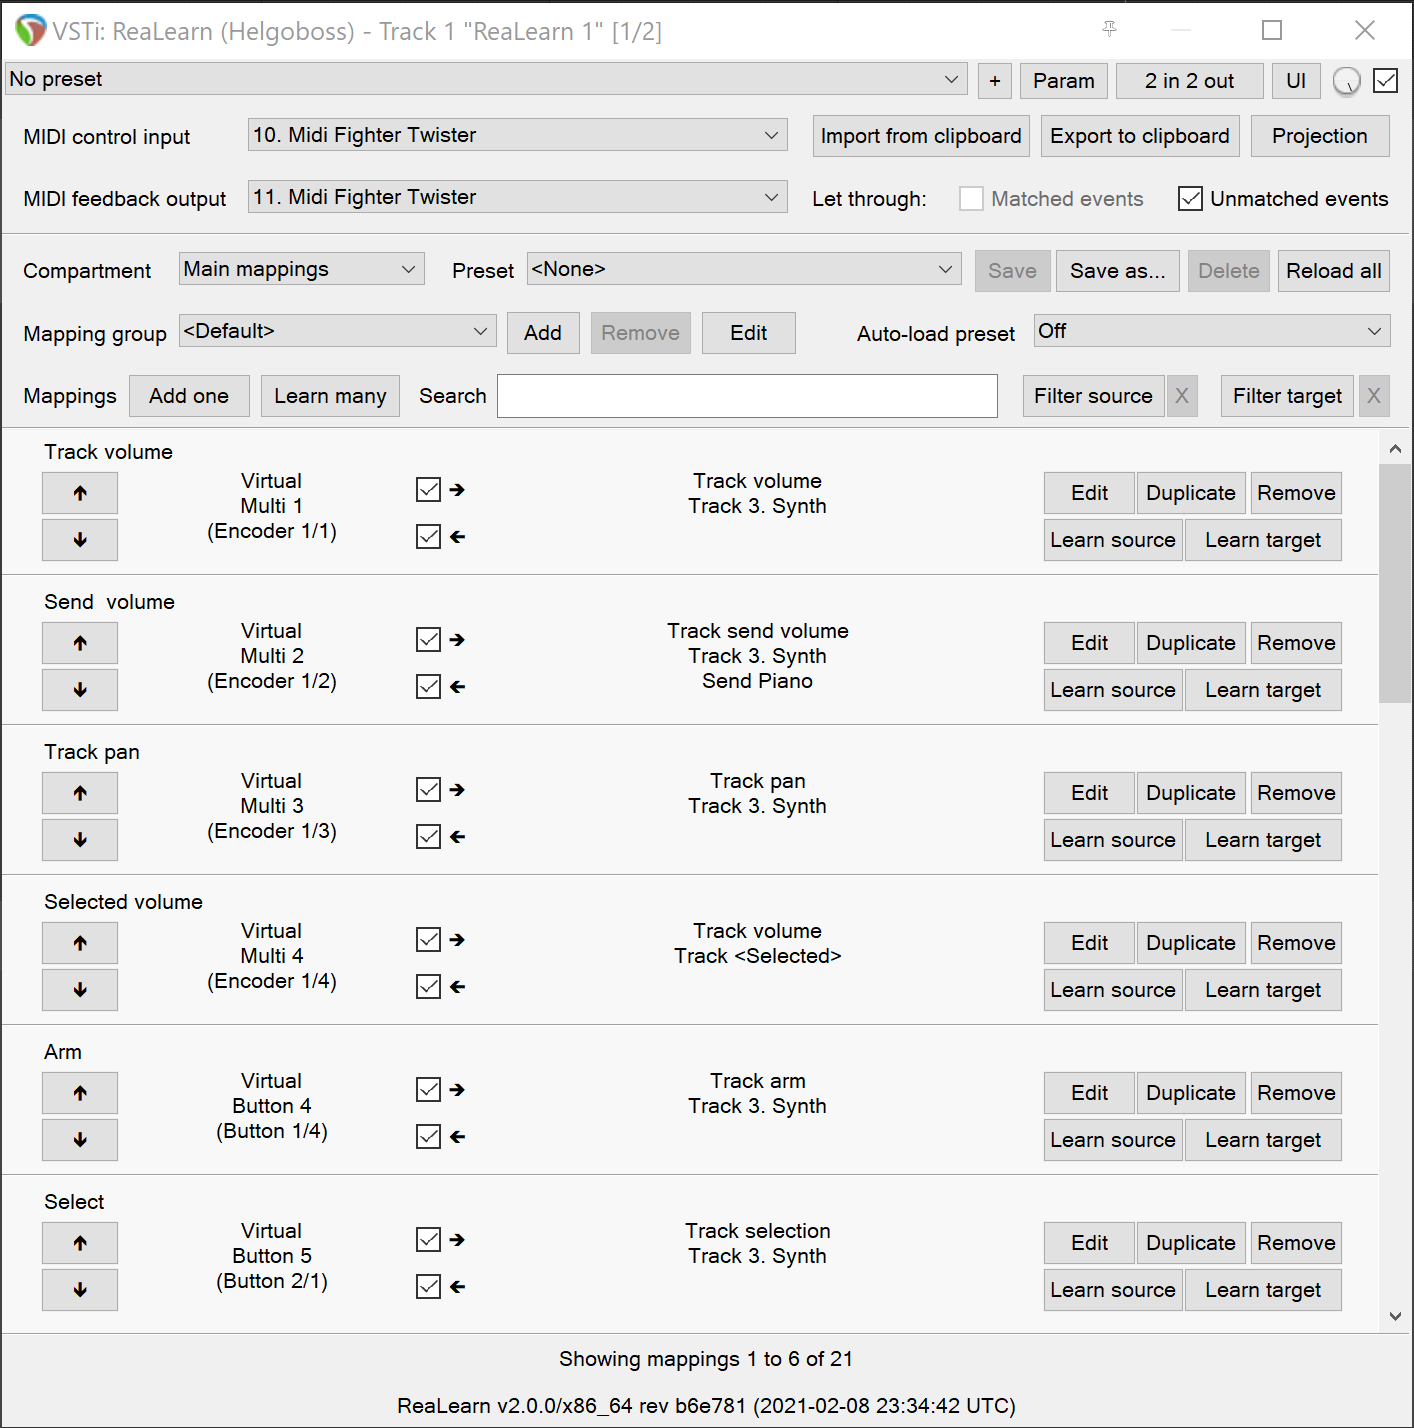 VSTi: ReaLearn (Helgoboss) - Track 1 "ReaLearn 1" [1/2]
No preset + Param 2 in 2 out UI
MIDI control input 10. Midi Fighter Twister Import from clipboard Export to clipboard Projection
MIDI feedback output 11. Midi Fighter Twister Let through: Matched events Unmatched events
Compartment Main mappings Preset <None> Save Save as... Delete Reload all
Mapping group <Default> Add Remove Edit Auto-load preset Off
Mappings Add one Learn many Search Filter source X Filter target X
Track volume
Virtual
Multi 1
(Encoder 1/1)
Track volume
Track 3. Synth
Edit Duplicate Remove
Learn source Learn target
Send  volume
Virtual
Multi 2
(Encoder 1/2)
Track send volume
Track 3. Synth
Send Piano
Edit Duplicate Remove
Learn source Learn target
Track pan
Virtual
Multi 3
(Encoder 1/3)
Track pan
Track 3. Synth
Edit Duplicate Remove
Learn source Learn target
Selected volume
Virtual
Multi 4
(Encoder 1/4)
Track volume
Track <Selected>
Edit Duplicate Remove
Learn source Learn target
Arm
Virtual
Button 4
(Button 1/4)
Track arm
Track 3. Synth
Edit Duplicate Remove
Learn source Learn target
Select
Virtual
Button 5
(Button 2/1)
Track selection
Track 3. Synth
Edit Duplicate Remove
Learn source Learn target
Showing mappings 1 to 6 of 21
ReaLearn v2.0.0/x86_64 rev b6e781 (2021-02-08 23:34:42 UTC)